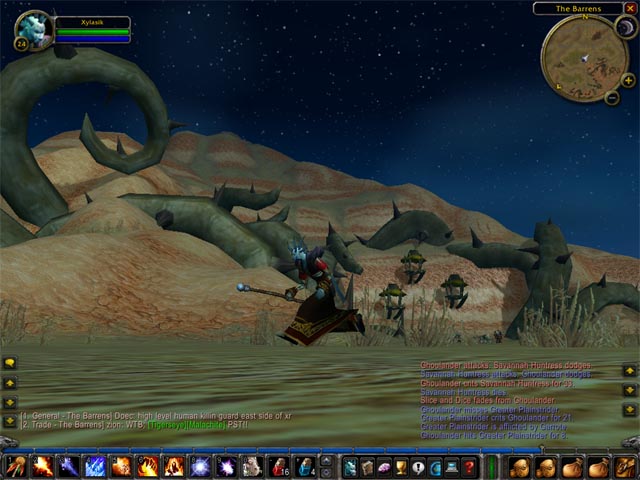 Xylasik
24
The Barrens
N
Ghoulander attacks. Savannah Huntress dodges.
Savannah Huntress attacks. Ghoulander dodges.
Ghoulander crits Savannah Huntress for 31
Savannah Huntress dies.
Slice and Dice fades from Ghoulander
Ghoulander misses Greater Plainstrider
Ghoulander crits Greater Plainstrider for 21.
Greater Plainstrider is afflicted by Garrote
Ghoulander hits Greater Plainstrider for 8.
[1. General - The Barrens] Opec: high level human killin guard east side of xr
[2. Trade - The Barrens] zion: WTB: [Tigerseye][Malachite] PST!!
16
4